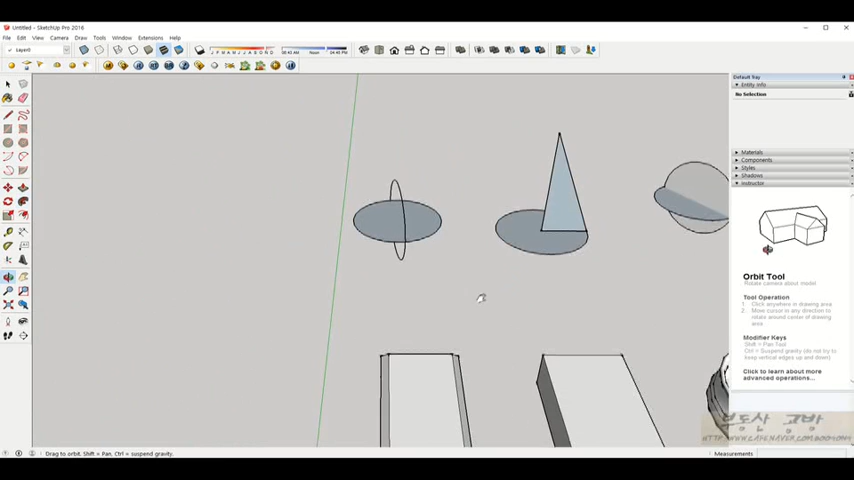 Untitled - SketchUp Pro 2016
File Edit View Camera Draw Tools Window Extensions Help
Layer0
J F M A M J J A S O N D
06:43 AM Noon 04:45 PM
Default Tray
Entity Info
No Selection
Materials
Components
Styles
Shadows
Instructor
Orbit Tool
Rotate camera about model
Tool Operation
1. Click anywhere in drawing area
2. Move cursor in any direction to rotate around center of drawing area
Modifier Keys
Shift = Pan Tool
Ctrl = Suspend gravity (do not try to keep vertical edges up and down)
Click to learn about more
advanced operations...
부동산 공방
Drag to orbit. Shift = Pan, Ctrl = suspend gravity.
Measurements